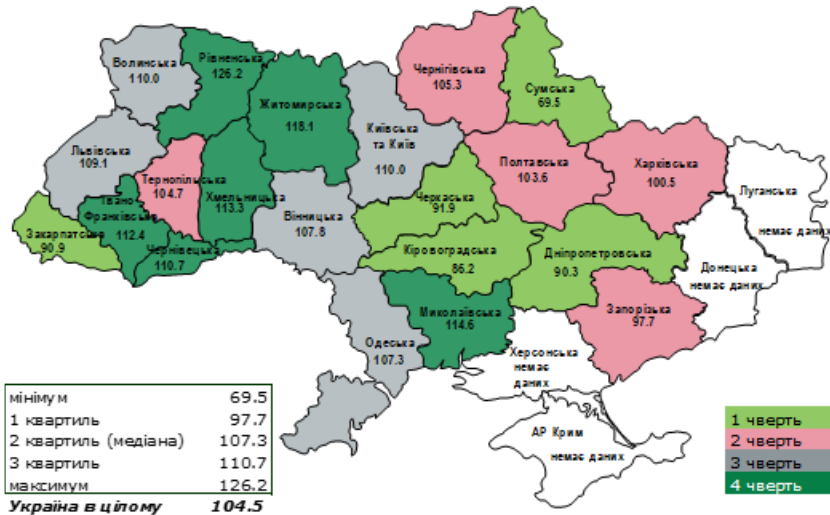 Волинська
110.0
Рівненська
126.2
Житомирська
118.1
Київська
та Київ
110.0
Чернігівська
105.3
Сумська
69.5
Львівська
109.1
Тернопільська
104.7
Хмельницька
113.3
Вінницька
107.8
Черкаська
91.9
Полтавська
103.6
Харківська
100.5
Луганська
немає даних
Закарпатська
90.9
Івано-
Франківська
112.4
Чернівецька
110.7
Кіровоградська
86.2
Дніпропетровська
90.3
Донецька
немає даних
Миколаївська
114.6
Запорізька
97.7
Одеська
107.3
Херсонська
немає
даних
АР Крим
немає даних
мінімум 69.5
1 квартиль 97.7
2 квартиль (медіана) 107.3
3 квартиль 110.7
максимум 126.2
Україна в цілому 104.5
1 чверть
2 чверть
3 чверть
4 чверть